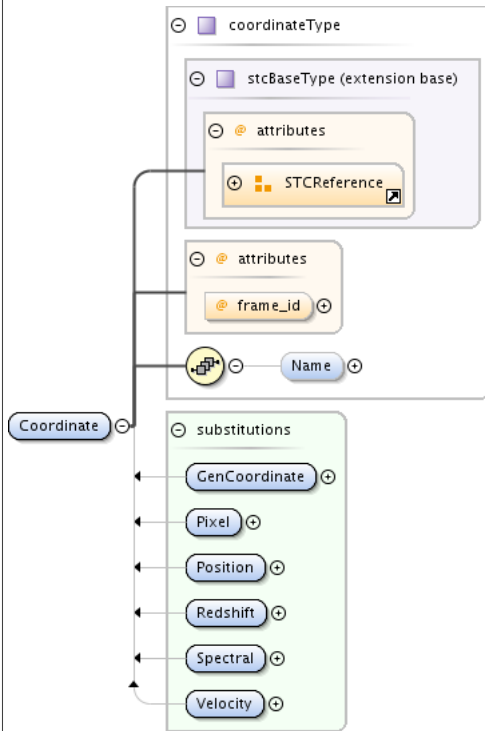 coordinateType
stcBaseType (extension base)
@ attributes
STCReference
@ attributes
@ frame_id
Name
Coordinate
substitutions
GenCoordinate
Pixel
Position
Redshift
Spectral
Velocity